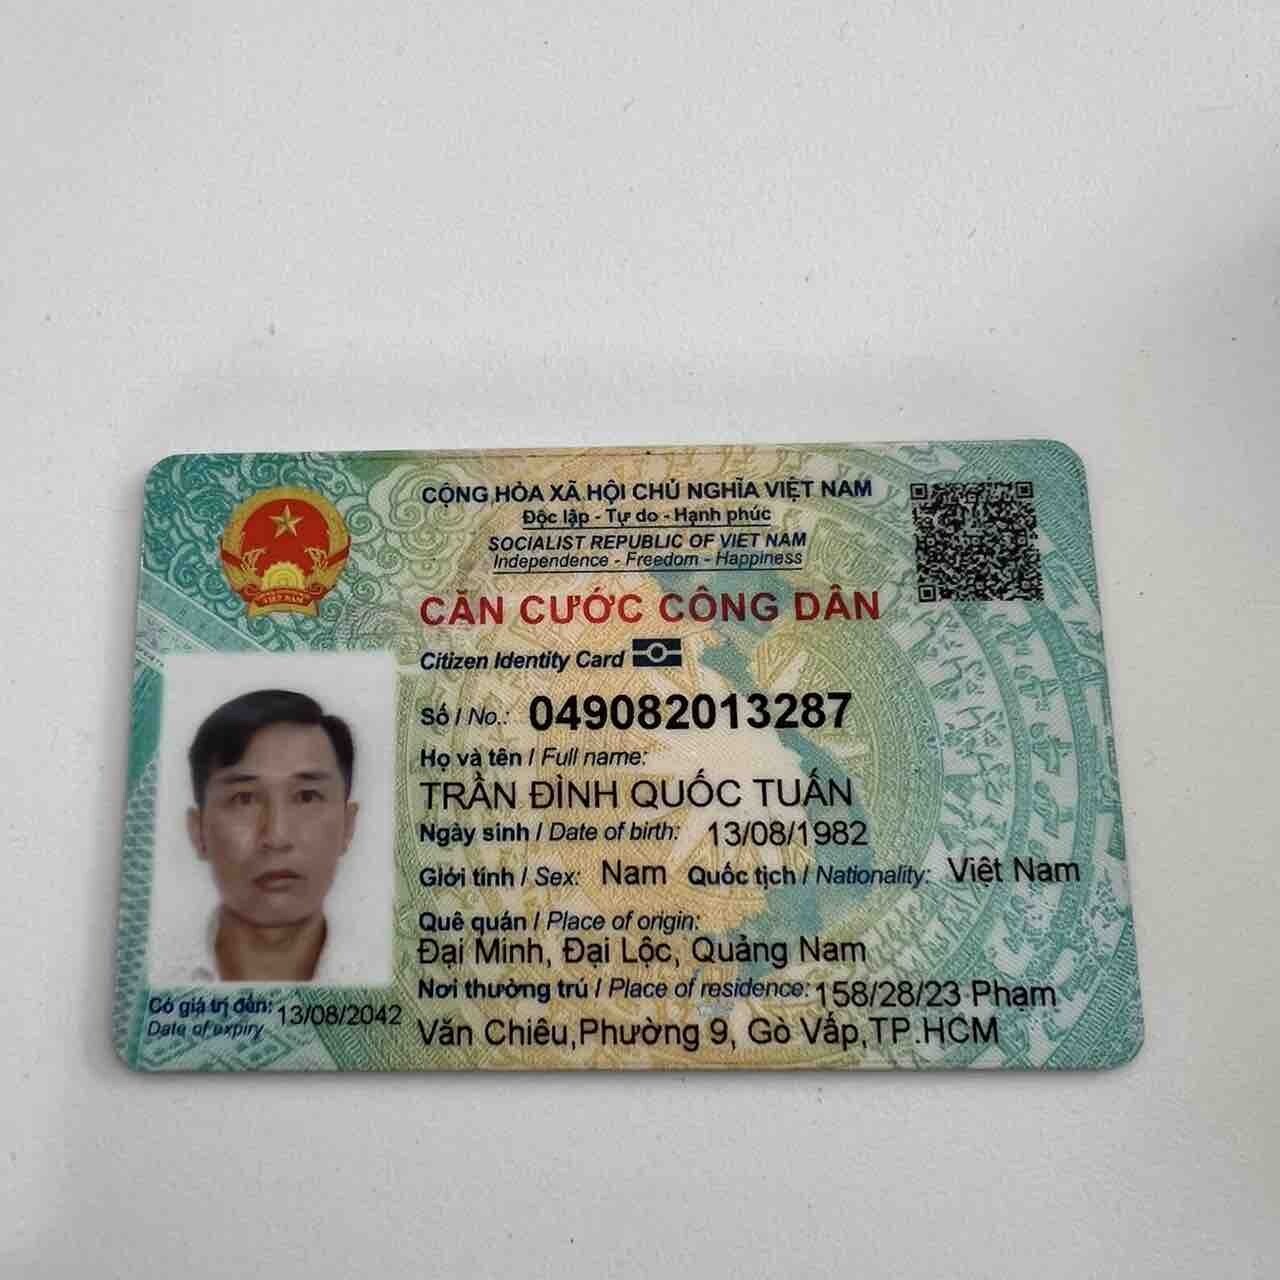 CỘNG HÒA XÃ HỘI CHỦ NGHĨA VIỆT NAM
Độc lập - Tự do - Hạnh phúc
SOCIALIST REPUBLIC OF VIET NAM
Independence - Freedom - Happiness
CĂN CƯỚC CÔNG DÂN
Citizen Identity Card
Số / No.: 049082013287
Họ và tên / Full name:
TRẦN ĐÌNH QUỐC TUẤN
Ngày sinh / Date of birth: 13/08/1982
Giới tính / Sex: Nam Quốc tịch / Nationality: Việt Nam
Quê quán / Place of origin:
Đại Minh, Đại Lộc, Quảng Nam
Nơi thường trú / Place of residence: 158/28/23 Phạm
Văn Chiêu,Phường 9, Gò Vấp,TP.HCM
Có giá trị đến: 13/08/2042
Date of expiry
VIỆT NAM